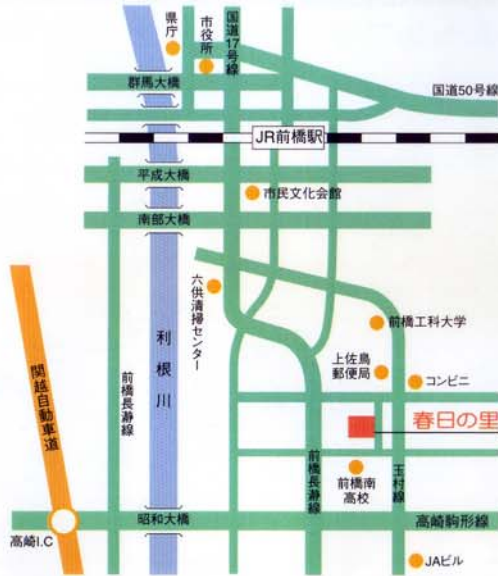 県庁
市役所
国道17号線
群馬大橋
国道50号線
JR前橋駅
平成大橋
市民文化会館
南部大橋
六供清掃センター
利根川
前橋工科大学
上佐鳥
郵便局
コンビニ
関越自動車道
前橋長瀞線
春日の里
前橋長瀞線
前橋南
高校
玉村線
昭和大橋
高崎駒形線
高崎I.C
JAビル